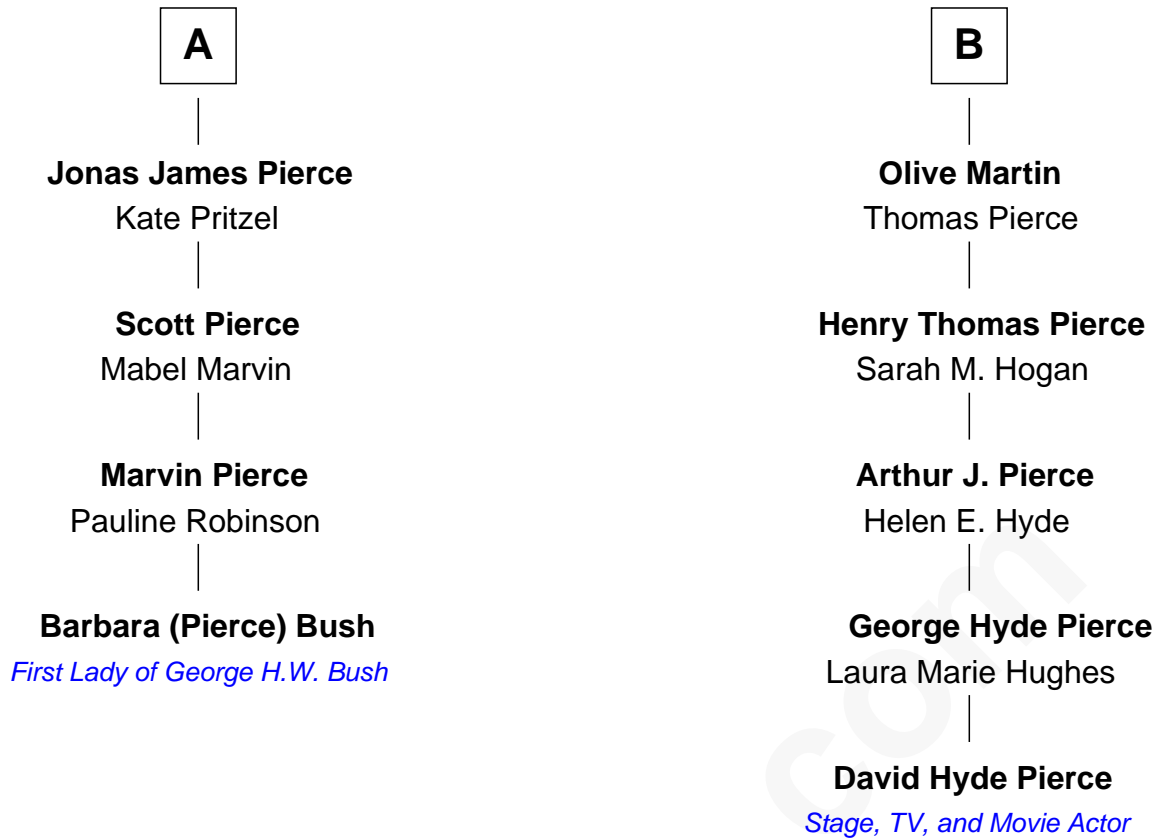 A
Jonas James Pierce
Kate Pritzel
Scott Pierce
Mabel Marvin
Marvin Pierce
Pauline Robinson
Barbara (Pierce) Bush
First Lady of George H.W. Bush
B
Olive Martin
Thomas Pierce
Henry Thomas Pierce
Sarah M. Hogan
Arthur J. Pierce
Helen E. Hyde
George Hyde Pierce
Laura Marie Hughes
David Hyde Pierce
Stage, TV, and Movie Actor
com